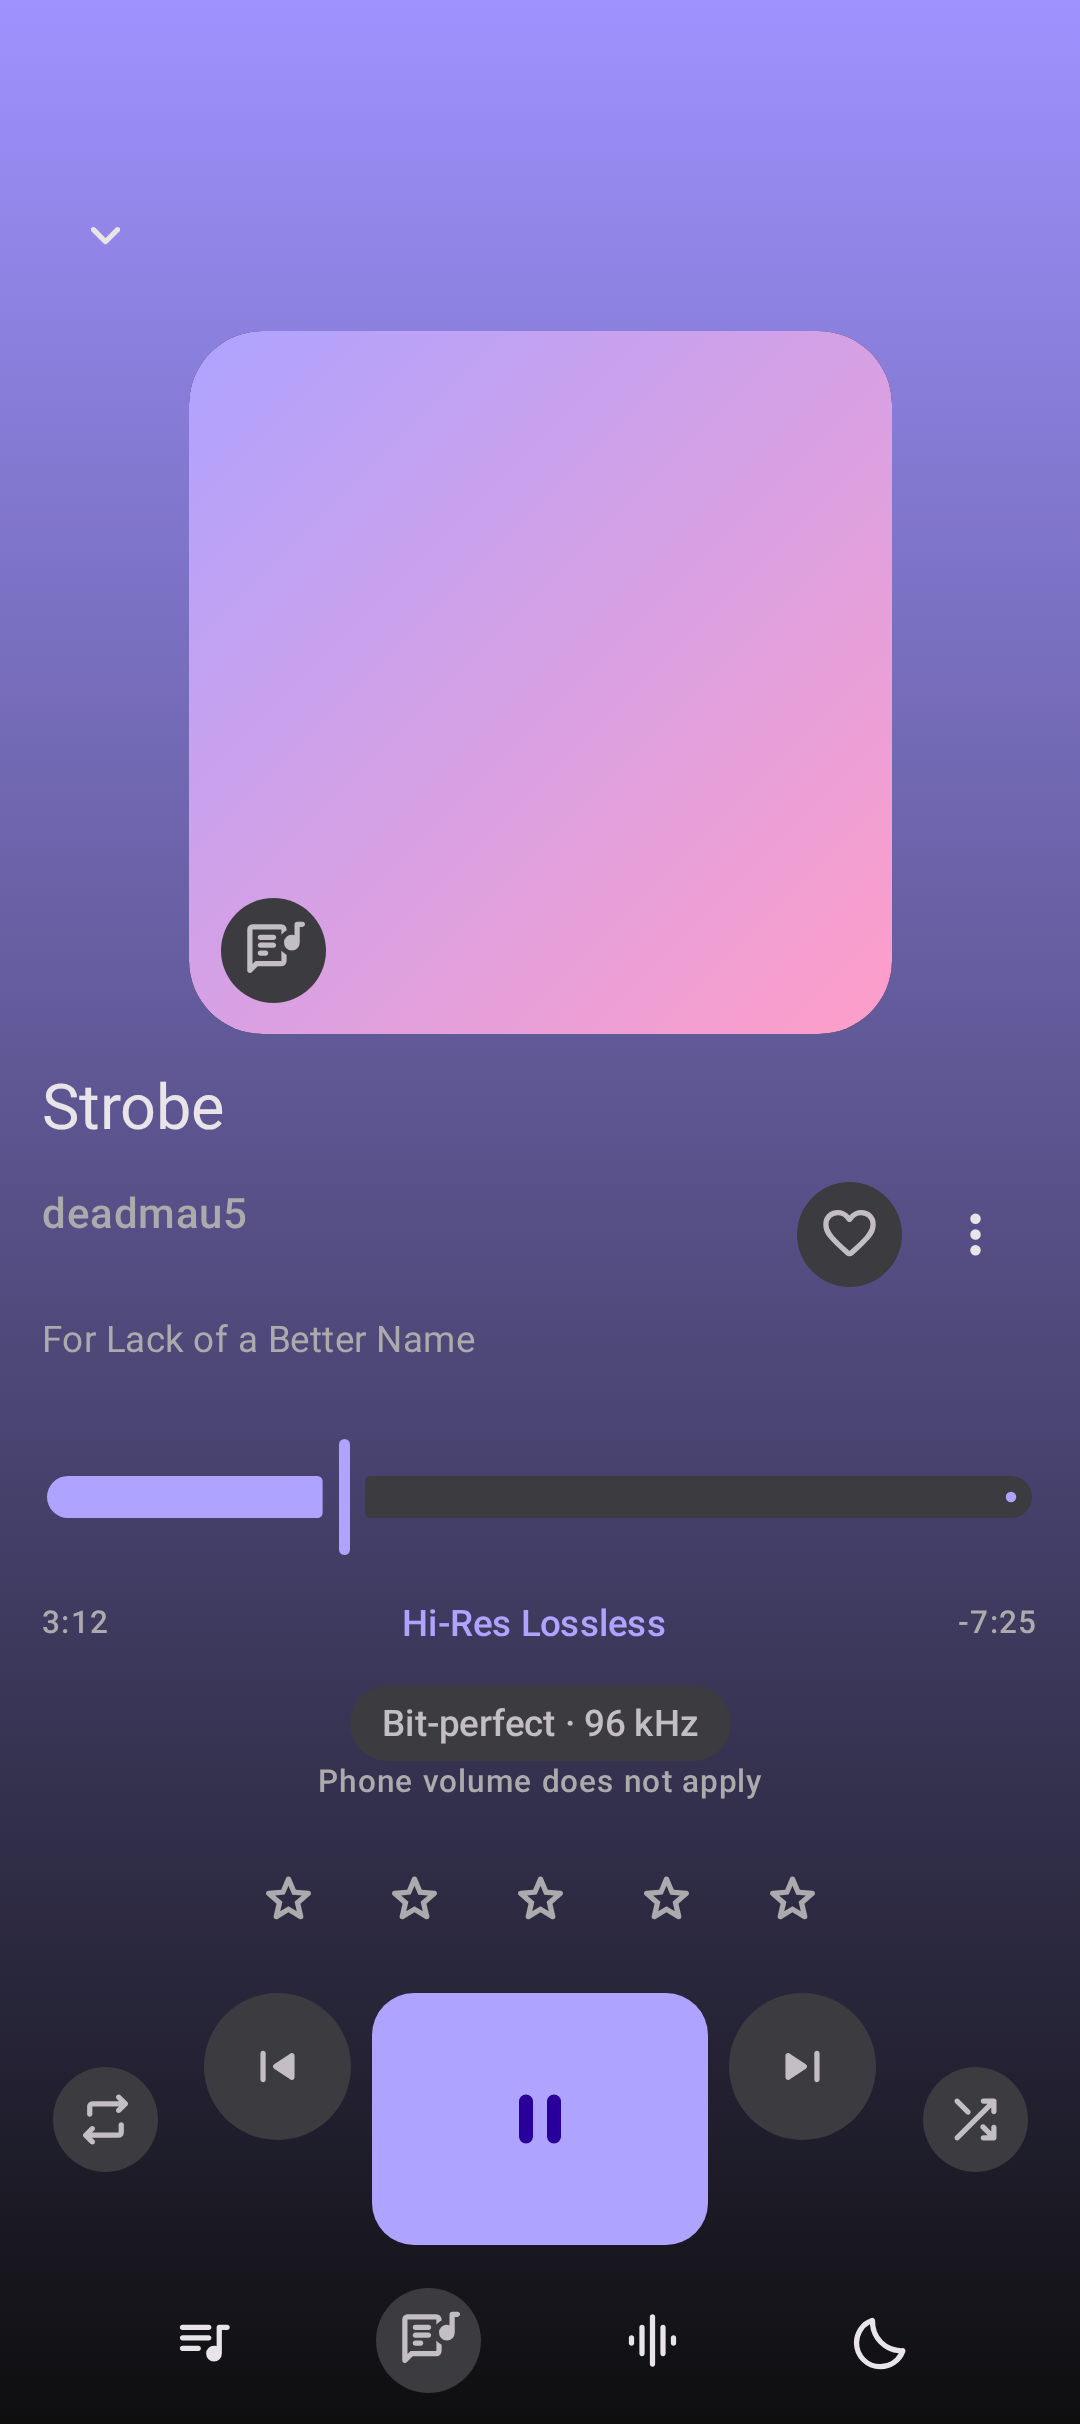 Strobe
deadmau5
For Lack of a Better Name
3:12
Hi-Res Lossless
-7:25
Bit-perfect · 96 kHz
Phone volume does not apply